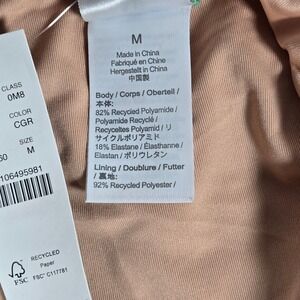 CLASS
0M8
COLOR
CGR
SIZE
M
60
106495981
RECYCLED
Paper
FSC
FSC® C117781
M
Made in China
Fabriqué en Chine
Hergestellt in China
中国製
Body / Corps / Oberteil /
本体:
82% Recycled Polyamide /
Polyamide Recyclé /
Recyceltes Polyamid / リ
サイクルポリアミド
18% Elastane / Élasthanne /
Elastan / ポリウレタン
Lining / Doublure / Futter
/ 裏地:
92% Recycled Polyester /